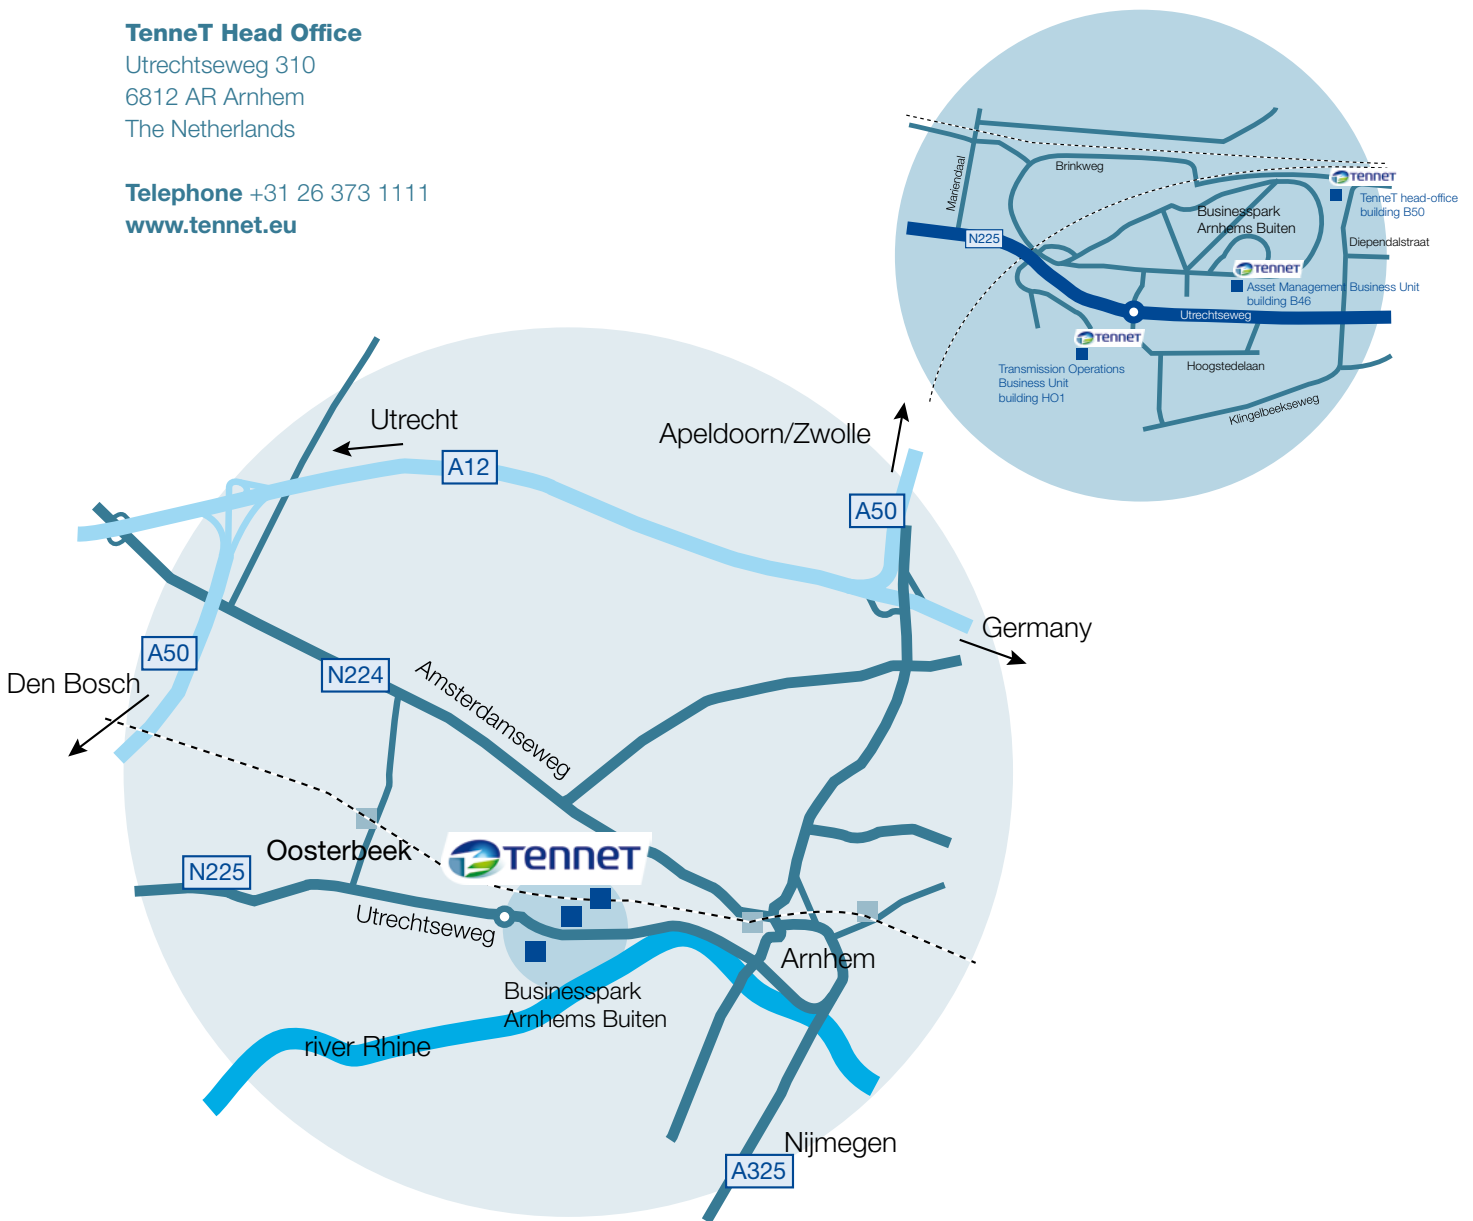 TenneT Head Office
Utrechtseweg 310
6812 AR Arnhem
The Netherlands
Telephone +31 26 373 1111
www.tennet.eu
Mariendaal
Brinkweg
TenneT
TenneT head-office
building B50
Businesspark
Arnhems Buiten
N225
Diependalstraat
TenneT
Asset Management Business Unit
building B46
Utrechtseweg
TenneT
Transmission Operations
Business Unit
building HO1
Hoogstedelaan
Klingelbeekseweg
Utrecht
Apeldoorn/Zwolle
A12
A50
Germany
A50
Den Bosch
N224
Amsterdamseweg
Oosterbeek
TenneT
N225
Utrechtseweg
Arnhem
Businesspark
Arnhems Buiten
river Rhine
Nijmegen
A325